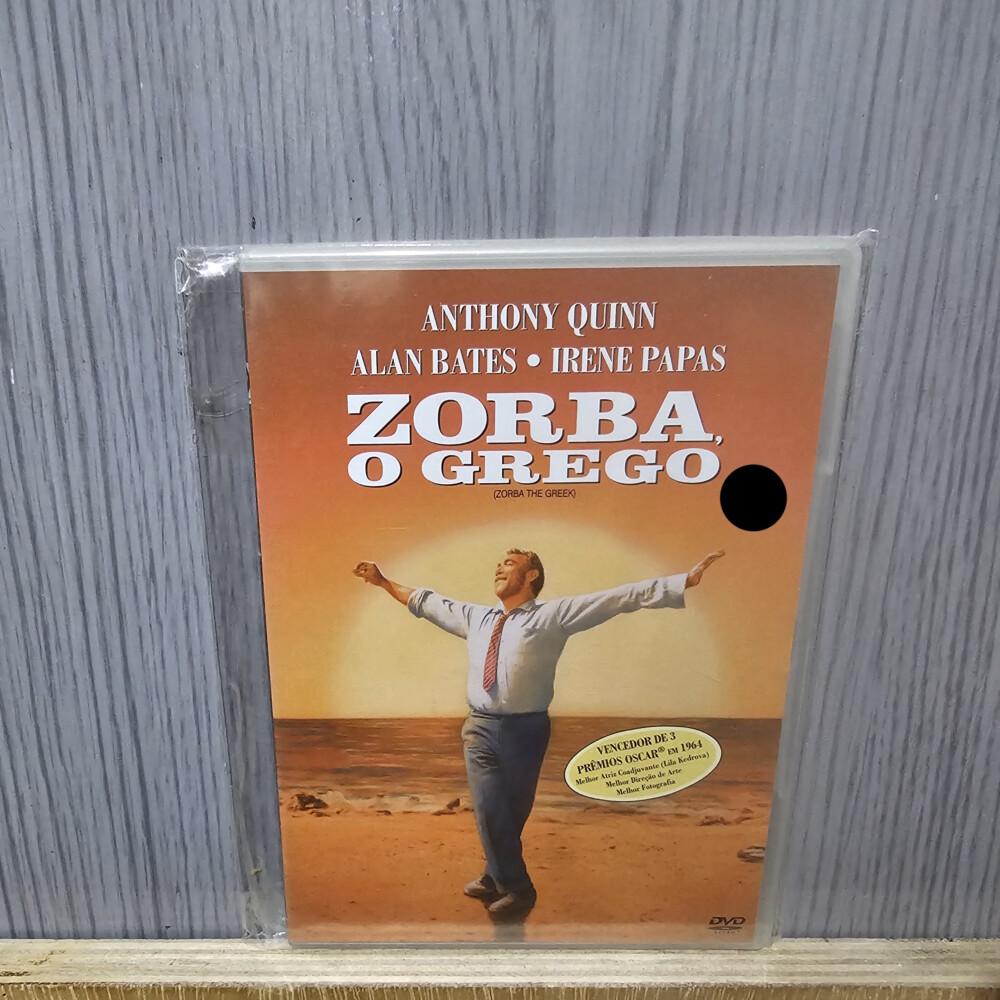 ANTHONY QUINN
ALAN BATES • IRENE PAPAS
ZORBA,
O GREGO
(ZORBA THE GREEK)
VENCEDOR DE 3
PRÊMIOS OSCAR® EM 1964
Melhor Atriz Coadjuvante (Lila Kedrova)
Melhor Direção de Arte
Melhor Fotografia
DVD